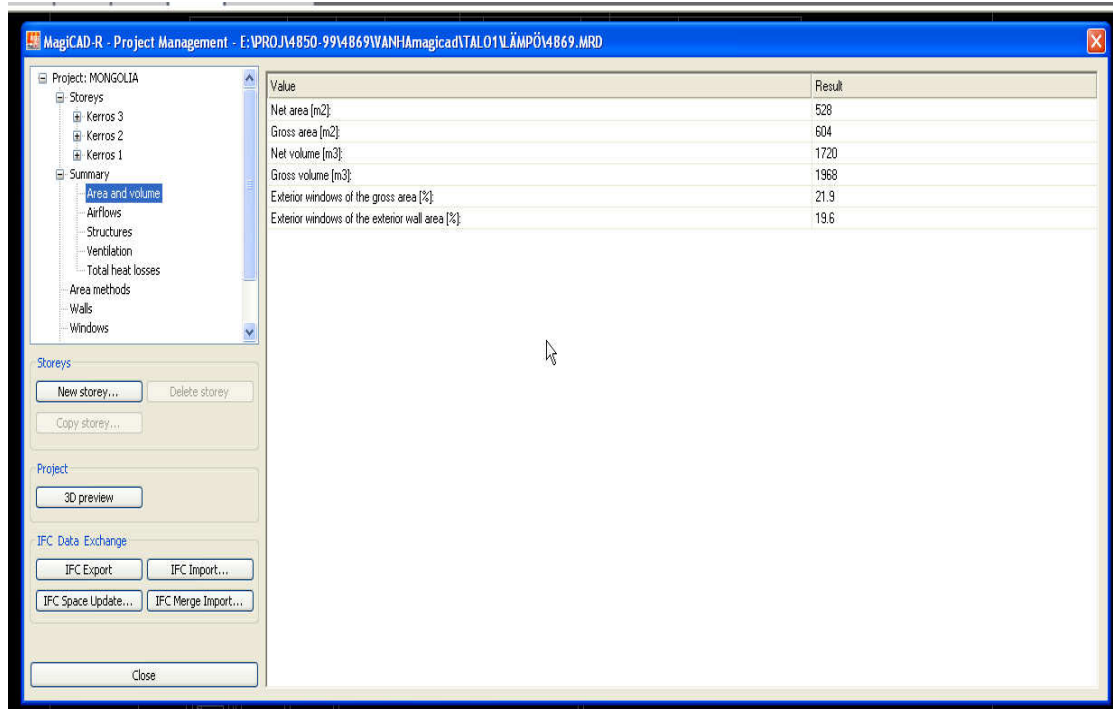 MagiCAD-R - Project Management - E:\PROJ\4850-99\4869\VANHAmagicad\TALO1\LÄMPÖ\4869.MRD
Project: MONGOLIA
Storeys
Kerros 3
Kerros 2
Kerros 1
Summary
Area and volume
Airflows
Structures
Ventilation
Total heat losses
Area methods
Walls
Windows
Storeys
New storey... Delete storey
Copy storey...
Project
3D preview
IFC Data Exchange
IFC Export IFC Import...
IFC Space Update... IFC Merge Import...
Close
Value Result
Net area [m2]: 528
Gross area [m2]: 604
Net volume [m3]: 1720
Gross volume [m3]: 1968
Exterior windows of the gross area [%]: 21.9
Exterior windows of the exterior wall area [%]: 19.6